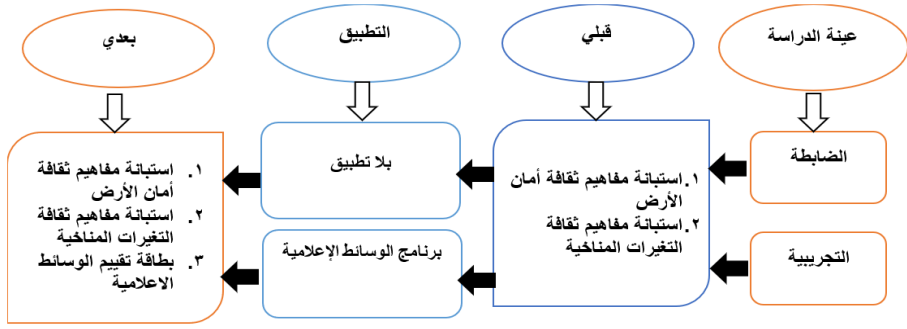 عينة الدراسة
قبلي
التطبيق
بعدي
الضابطة
التجريبية
١. استبانة مفاهيم ثقافة أمان
الأرض
٢. استبانة مفاهيم ثقافة
التغيرات المناخية
بلا تطبيق
برنامج الوسائط الإعلامية
١. استبانة مفاهيم ثقافة
أمان الأرض
٢. استبانة مفاهيم ثقافة
التغيرات المناخية
٣. بطاقة تقييم الوسائط
الاعلامية